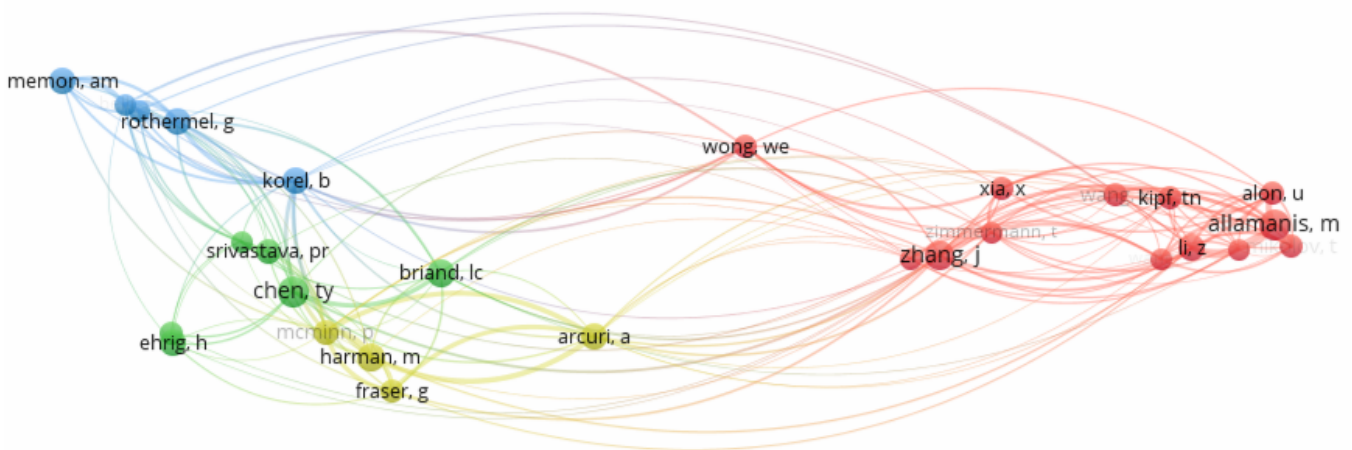 memon, am
rothermel, g
wong, we
korel, b
xia, x
wang
kipf, tn
alon, u
allamanis, m
zimmermann, t
srivastava, pr
zhang, j
li, z
briand, lc
chen, ty
mcminn, p
arcuri, a
ehrig, h
harman, m
fraser, g